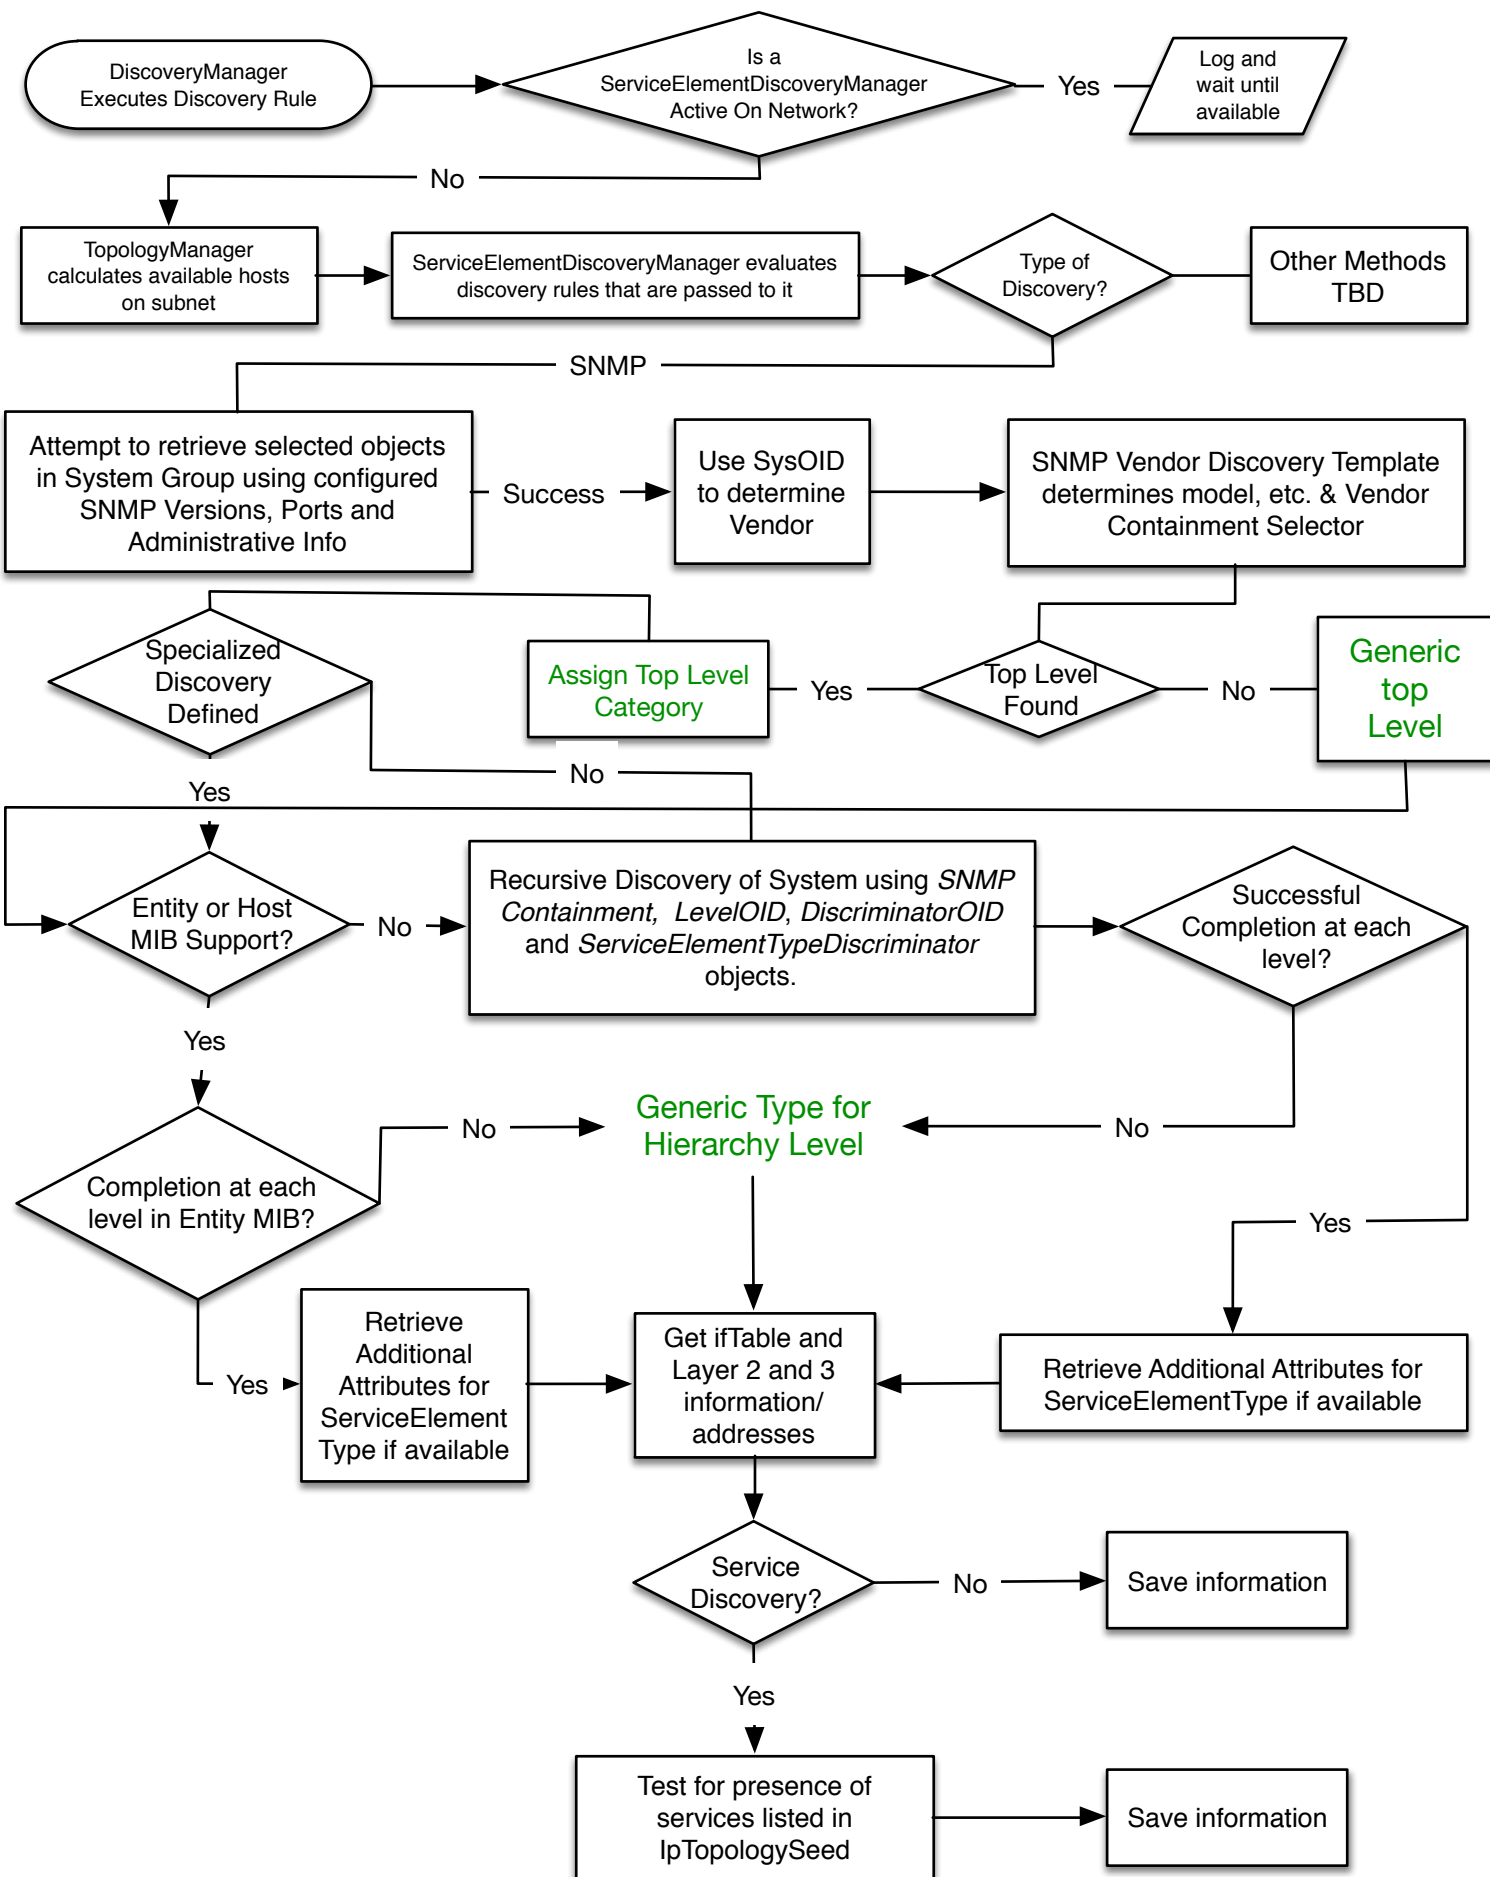 DiscoveryManager
Executes Discovery Rule
Is a
ServiceElementDiscoveryManager
Active On Network?
Yes
Log and
wait until
available
No
TopologyManager
calculates available hosts
on subnet
ServiceElementDiscoveryManager evaluates
discovery rules that are passed to it
Type of
Discovery?
Other Methods
TBD
SNMP
Attempt to retrieve selected objects
in System Group using configured
SNMP Versions, Ports and
Administrative Info
Success
Use SysOID
to determine
Vendor
SNMP Vendor Discovery Template
determines model, etc. & Vendor
Containment Selector
Specialized
Discovery
Defined
Assign Top Level
Category
Yes
Top Level
Found
No
Generic
top
Level
No
Yes
Entity or Host
MIB Support?
No
Recursive Discovery of System using SNMP
Containment, LevelOID, DiscriminatorOID
and ServiceElementTypeDiscriminator
objects.
Successful
Completion at each
level?
Yes
No
Generic Type for
Hierarchy Level
No
Completion at each
level in Entity MIB?
Yes
Yes
Retrieve
Additional
Attributes for
ServiceElement
Type if available
Get ifTable and
Layer 2 and 3
information/
addresses
Retrieve Additional Attributes for
ServiceElementType if available
Service
Discovery?
No
Save information
Yes
Test for presence of
services listed in
IpTopologySeed
Save information